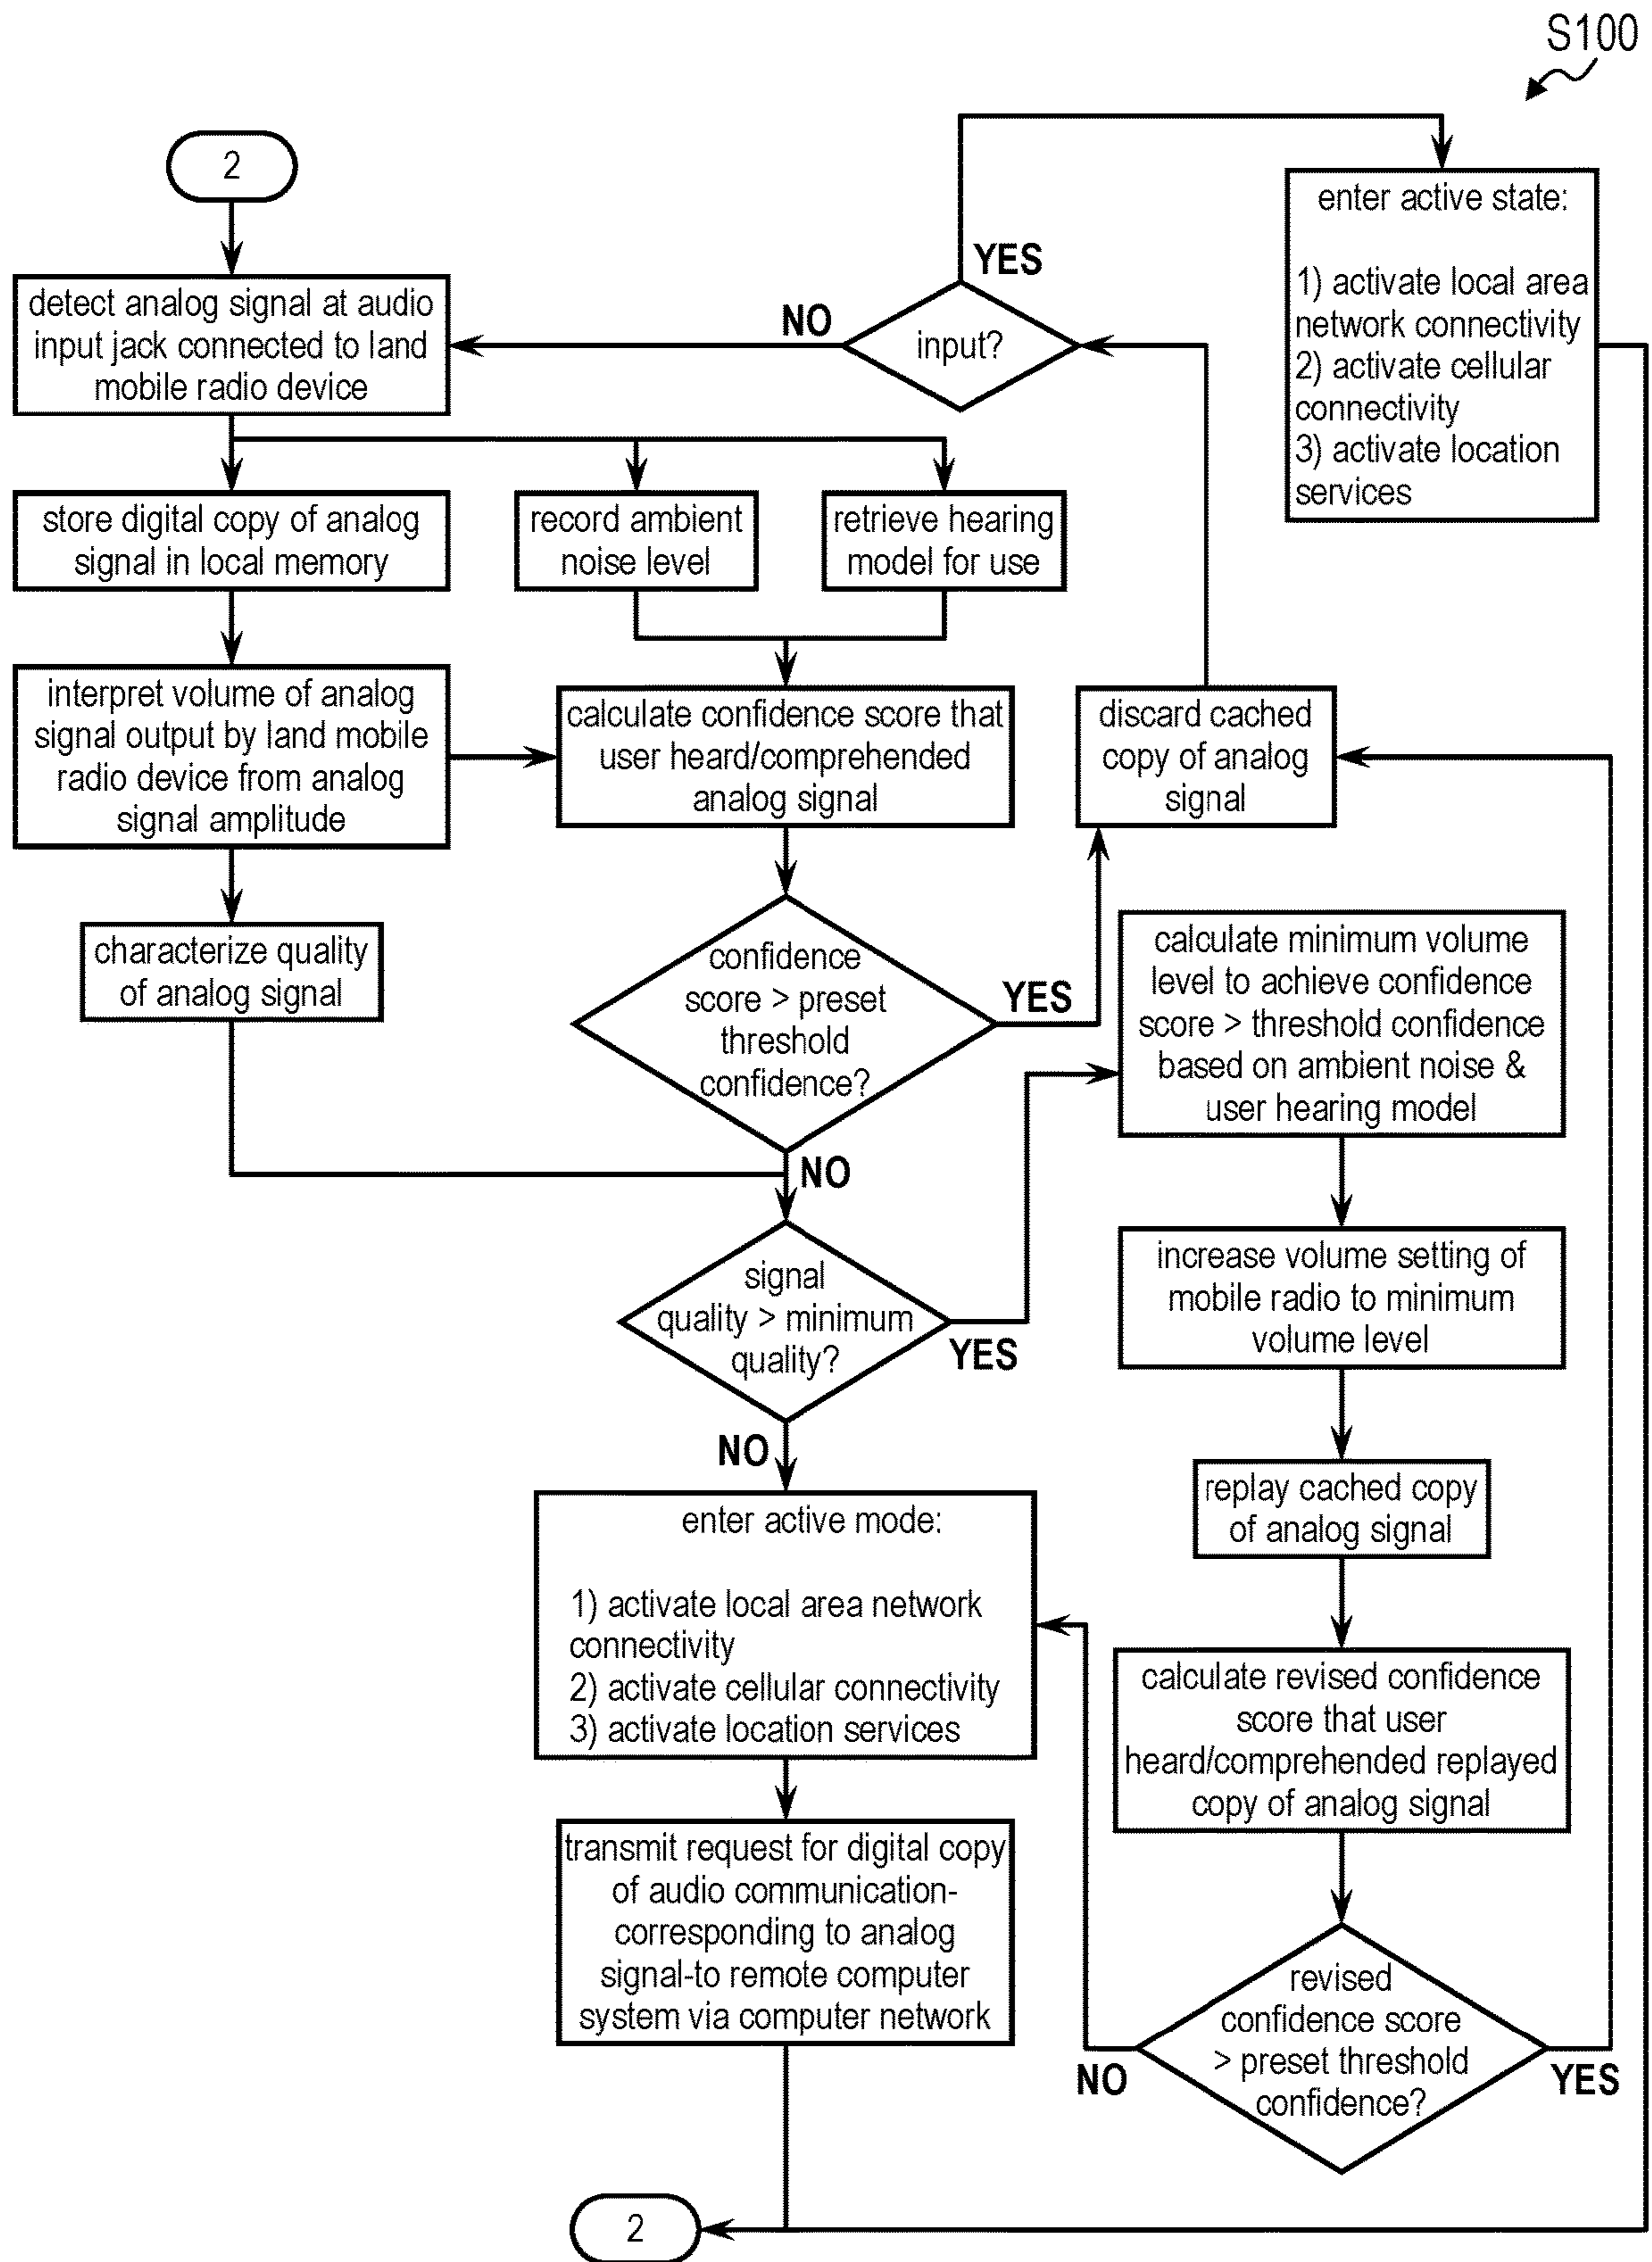 S100
2
detect analog signal at audio
input jack connected to land
mobile radio device
NO
input?
YES
enter active state:
1) activate local area
network connectivity
2) activate cellular
connectivity
3) activate location
services
store digital copy of analog
signal in local memory
record ambient
noise level
retrieve hearing
model for use
interpret volume of analog
signal output by land mobile
radio device from analog
signal amplitude
calculate confidence score that
user heard/comprehended
analog signal
discard cached
copy of analog
signal
characterize quality
of analog signal
confidence
score > preset
threshold
confidence?
YES
NO
calculate minimum volume
level to achieve confidence
score > threshold confidence
based on ambient noise &
user hearing model
signal
quality > minimum
quality?
YES
NO
increase volume setting of
mobile radio to minimum
volume level
replay cached copy
of analog signal
enter active mode:
1) activate local area network
connectivity
2) activate cellular connectivity
3) activate location services
calculate revised confidence
score that user
heard/comprehended replayed
copy of analog signal
transmit request for digital copy
of audio communication-
corresponding to analog
signal-to remote computer
system via computer network
revised
confidence score
> preset threshold
confidence?
NO
YES
2